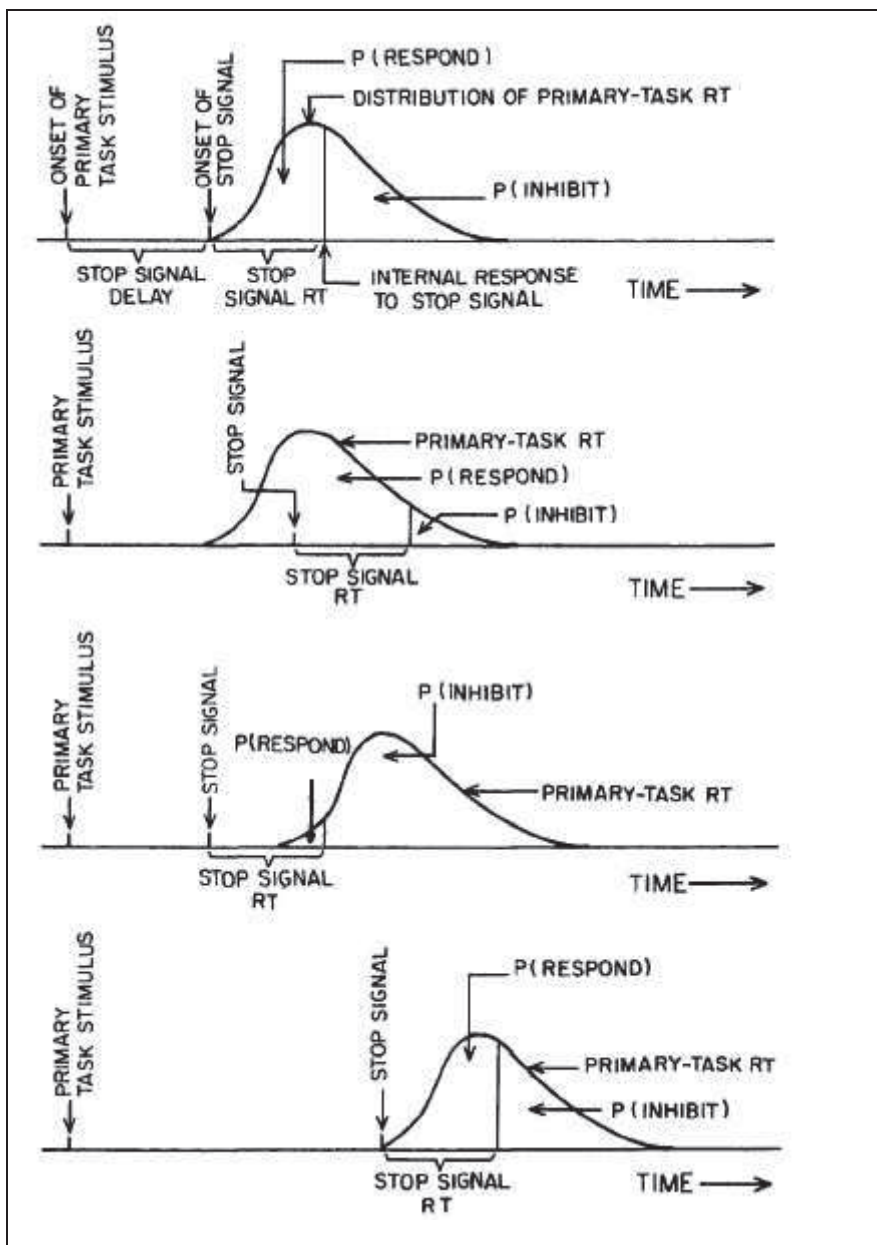 P (RESPOND)
DISTRIBUTION OF PRIMARY-TASK RT
ONSET OF
PRIMARY
TASK STIMULUS
ONSET OF
STOP SIGNAL
P(INHIBIT)
STOP SIGNAL
DELAY
STOP
SIGNAL RT
INTERNAL RESPONSE
TO STOP SIGNAL
TIME
PRIMARY
TASK STIMULUS
STOP SIGNAL
PRIMARY-TASK RT
P (RESPOND)
P (INHIBIT)
STOP SIGNAL
RT
TIME
PRIMARY
TASK STIMULUS
STOP SIGNAL
P(RESPOND)
P (INHIBIT)
PRIMARY-TASK RT
STOP SIGNAL
RT
TIME
PRIMARY
TASK STIMULUS
STOP SIGNAL
P(RESPOND)
PRIMARY-TASK RT
P (INHIBIT)
STOP SIGNAL
RT
TIME